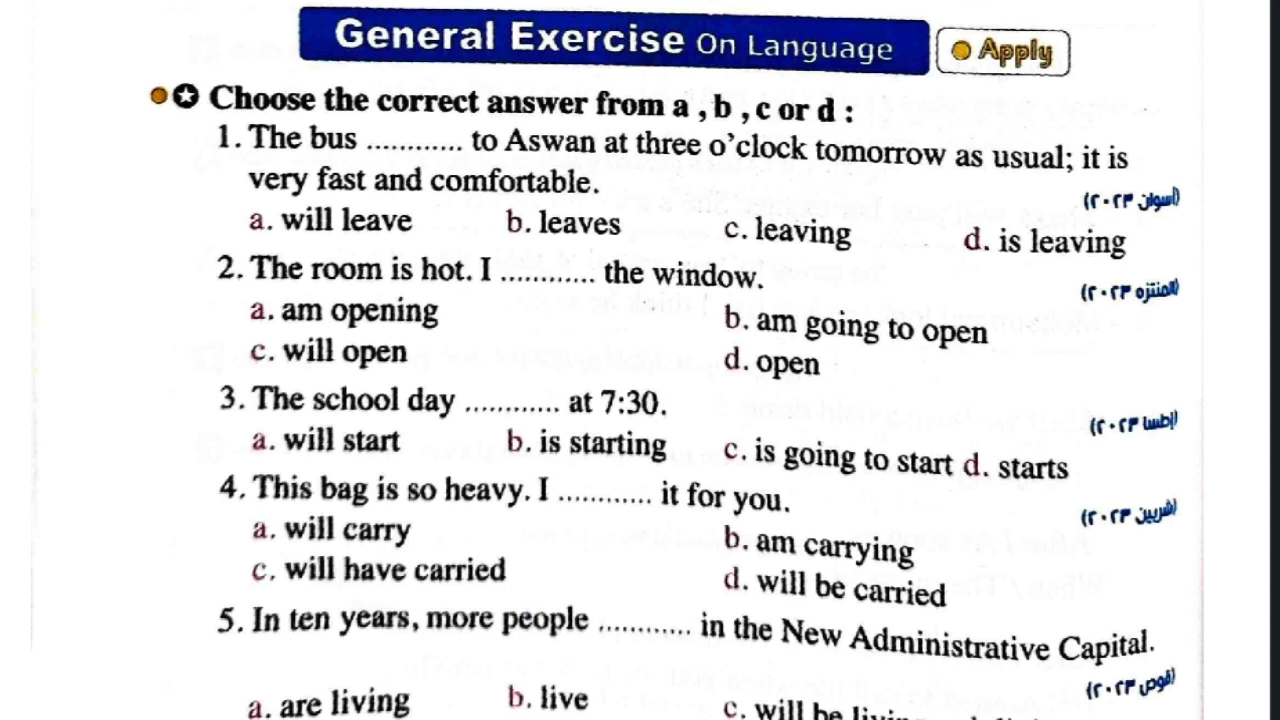 General Exercise On Language
Apply
Choose the correct answer from a , b , c or d :
1. The bus ............ to Aswan at three o'clock tomorrow as usual; it is
very fast and comfortable.
(أسوان ٢٠٢٣)
a. will leave b. leaves c. leaving d. is leaving
2. The room is hot. I ............ the window.
(المنتزه ٢٠٢٣)
a. am opening b. am going to open
c. will open d. open
3. The school day ............ at 7:30.
(إطسا ٢٠٢٣)
a. will start b. is starting c. is going to start d. starts
4. This bag is so heavy. I ............ it for you.
(شربين ٢٠٢٣)
a. will carry b. am carrying
c. will have carried d. will be carried
5. In ten years, more people ............ in the New Administrative Capital.
(قوص ٢٠٢٣)
a. are living b. live c. will be living